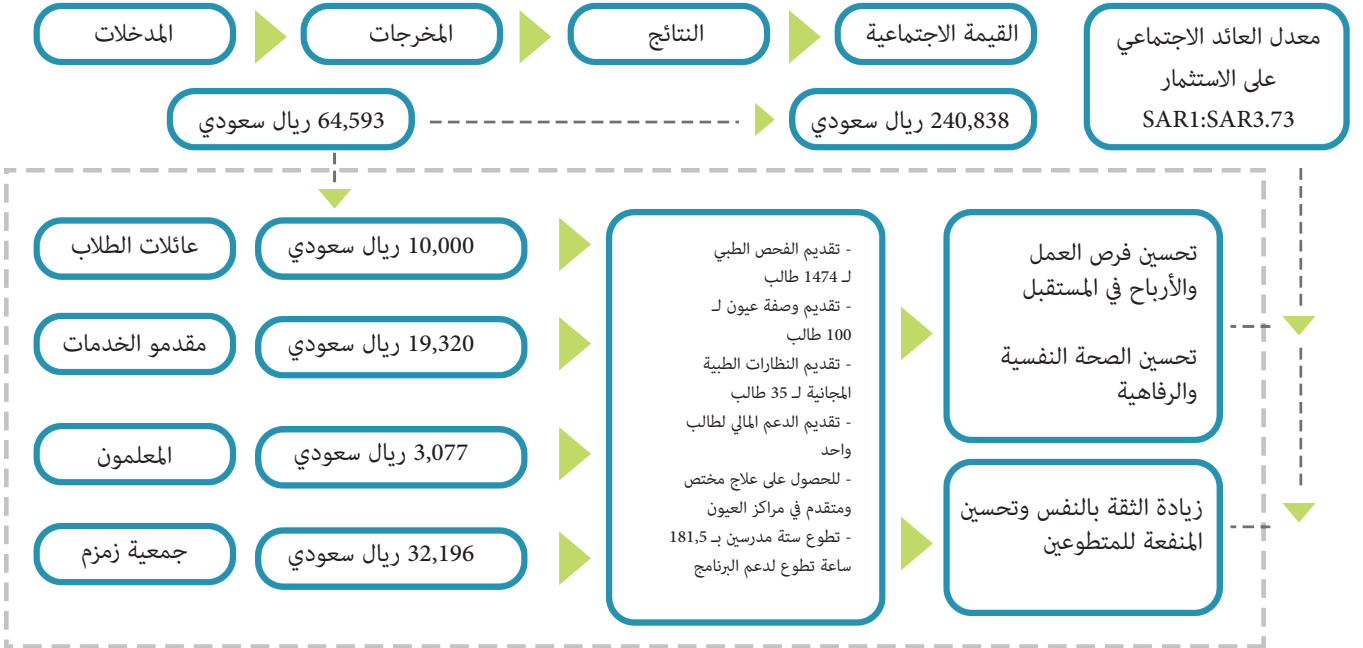 المدخلات
المخرجات
النتائج
القيمة الاجتماعية
معدل العائد الاجتماعي
على الاستثمار
SAR1:SAR3.73
64,593 ريال سعودي
240,838 ريال سعودي
عائلات الطلاب
10,000 ريال سعودي
مقدمو الخدمات
19,320 ريال سعودي
المعلمون
3,077 ريال سعودي
جمعية زمزم
32,196 ريال سعودي
- تقديم الفحص الطبي
لـ 1474 طالب
- تقديم وصفة عيون لـ
100 طالب
- تقديم النظارات الطبية
المجانية لـ 35 طالب
- تقديم الدعم المالي لطالب
واحد
- للحصول على علاج مختص
ومتقدم في مراكز العيون
- تطوع ستة مدرسين بـ 181,5
ساعة تطوع لدعم البرنامج
تحسين فرص العمل
والأرباح في المستقبل
تحسين الصحة النفسية
والرفاهية
زيادة الثقة بالنفس وتحسين
المنفعة للمتطوعين